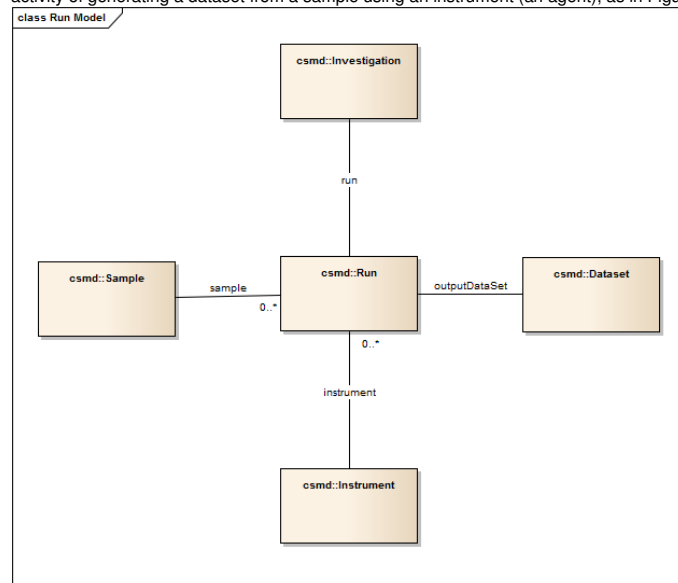 activity of generating a dataset from a sample using an instrument (an agent), as in Figu
class Run Model
csmd::Investigation
run
csmd::Sample
sample
0..*
csmd::Run
outputDataSet
csmd::Dataset
0..*
instrument
csmd::Instrument